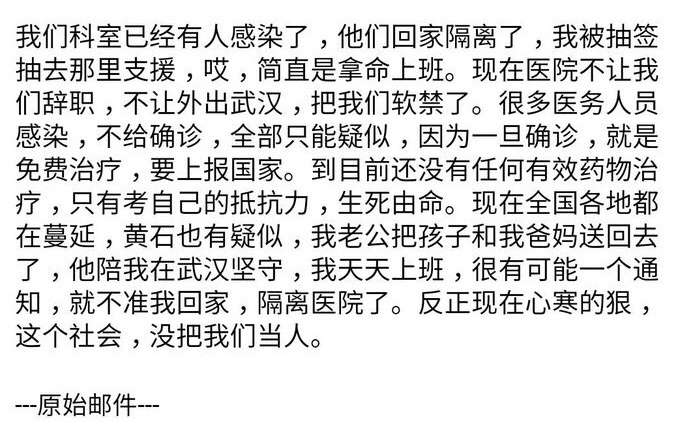 我们科室已经有人感染了，他们回家隔离了，我被抽签
抽去那里支援，哎，简直是拿命上班。现在医院不让我
们辞职，不让外出武汉，把我们软禁了。很多医务人员
感染，不给确诊，全部只能疑似，因为一旦确诊，就是
免费治疗，要上报国家。到目前还没有任何有效药物治
疗，只有考自己的抵抗力，生死由命。现在全国各地都
在蔓延，黄石也有疑似，我老公把孩子和我爸妈送回去
了，他陪我在武汉坚守，我天天上班，很有可能一个通
知，就不准我回家，隔离医院了。反正现在心寒的狠，
这个社会，没把我们当人。
---原始邮件---